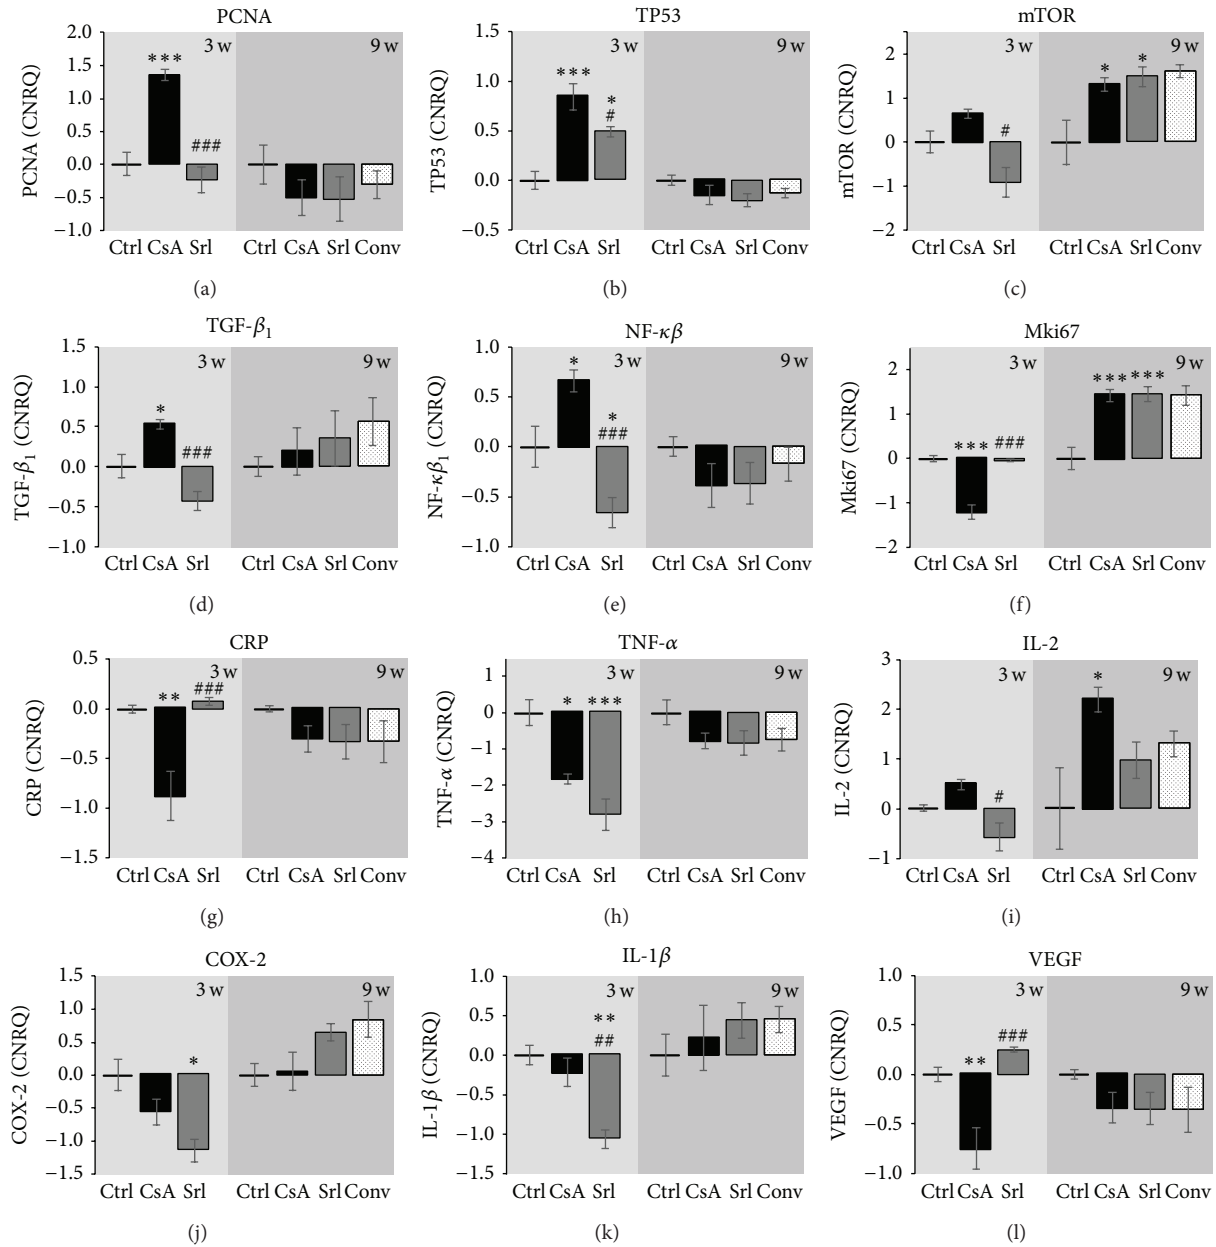 PCNA
PCNA (CNRQ)
2.0
1.5
1.0
0.5
0.0
−0.5
−1.0
3 w
9 w
***
###
Ctrl CsA Srl Ctrl CsA Srl Conv
(a)
TP53
TP53 (CNRQ)
1.5
1.0
0.5
0.0
−0.5
3 w
9 w
***
*
#
Ctrl CsA Srl Ctrl CsA Srl Conv
(b)
mTOR
mTOR (CNRQ)
2
1
0
−1
−2
3 w
9 w
#
* *
Ctrl CsA Srl Ctrl CsA Srl Conv
(c)
TGF-β1
TGF-β1 (CNRQ)
1.5
1.0
0.5
0.0
−0.5
−1.0
3 w
9 w
*
###
Ctrl CsA Srl Ctrl CsA Srl Conv
(d)
NF-κβ
NF-κβ1 (CNRQ)
1.0
0.5
0.0
−0.5
−1.0
3 w
9 w
*
*
###
Ctrl CsA Srl Ctrl CsA Srl Conv
(e)
Mki67
Mki67 (CNRQ)
2
1
0
−1
−2
3 w
9 w
*** ###
*** ***
Ctrl CsA Srl Ctrl CsA Srl Conv
(f)
CRP
CRP (CNRQ)
0.5
0.0
−0.5
−1.0
−1.5
3 w
9 w
** ###
Ctrl CsA Srl Ctrl CsA Srl Conv
(g)
TNF-α
TNF-α (CNRQ)
1
0
−1
−2
−3
−4
3 w
9 w
* ***
Ctrl CsA Srl Ctrl CsA Srl Conv
(h)
IL-2
IL-2 (CNRQ)
3
2
1
0
−1
3 w
9 w
#
*
Ctrl CsA Srl Ctrl CsA Srl Conv
(i)
COX-2
COX-2 (CNRQ)
1.5
1.0
0.5
0.0
−0.5
−1.0
−1.5
3 w
9 w
*
Ctrl CsA Srl Ctrl CsA Srl Conv
(j)
IL-1β
IL-1β (CNRQ)
1.5
1.0
0.5
0.0
−0.5
−1.0
−1.5
3 w
9 w
**
##
Ctrl CsA Srl Ctrl CsA Srl Conv
(k)
VEGF
VEGF (CNRQ)
1.0
0.5
0.0
−0.5
−1.0
3 w
9 w
** ###
Ctrl CsA Srl Ctrl CsA Srl Conv
(l)